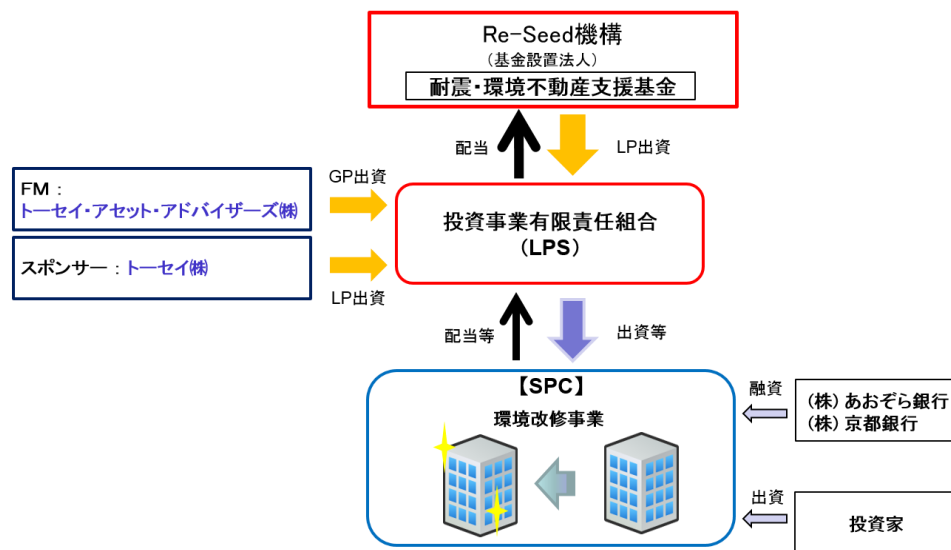 Re-Seed機構
(基金設置法人)
耐震・環境不動産支援基金
配当
LP出資
FM：
トーセイ・アセット・アドバイザーズ㈱
GP出資
スポンサー：トーセイ㈱
LP出資
投資事業有限責任組合
(LPS)
配当等
出資等
【SPC】
環境改修事業
融資
(株)あおぞら銀行
(株)京都銀行
出資
投資家